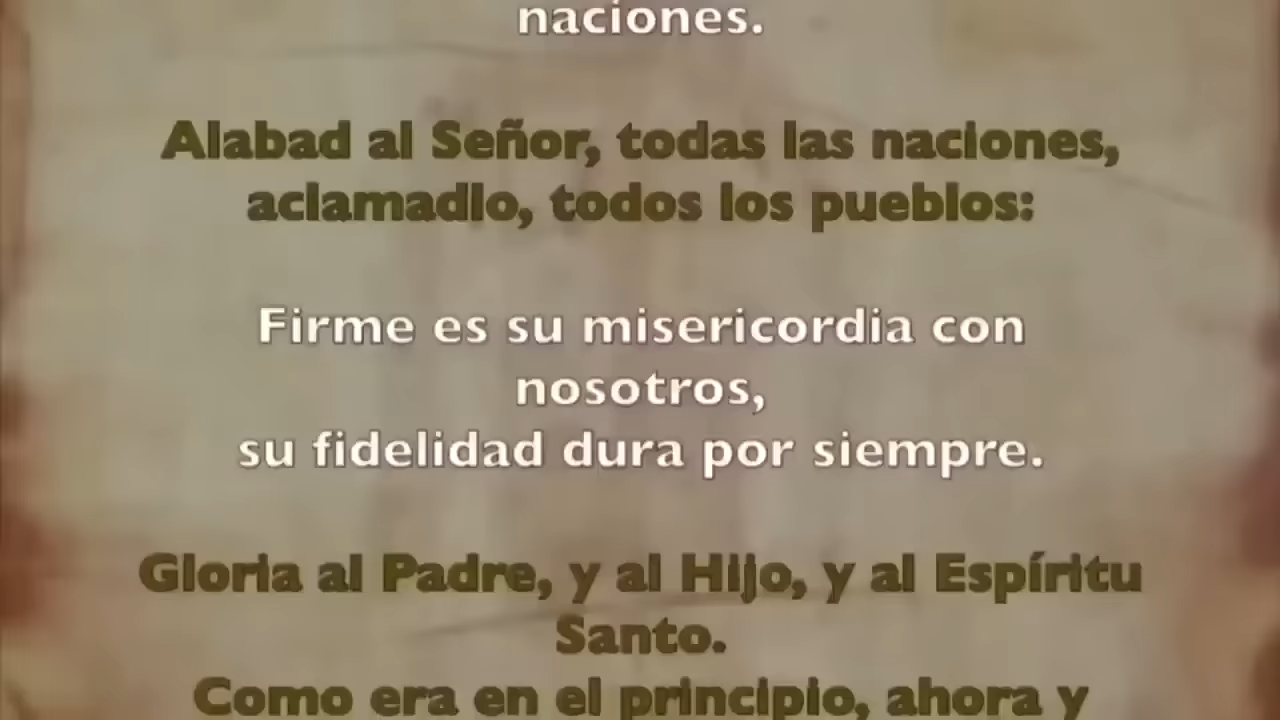 naciones.
Alabad al Señor, todas las naciones,
aclamadlo, todos los pueblos:
Firme es su misericordia con
nosotros,
su fidelidad dura por siempre.
Gloria al Padre, y al Hijo, y al Espíritu
Santo.
Como era en el principio, ahora y